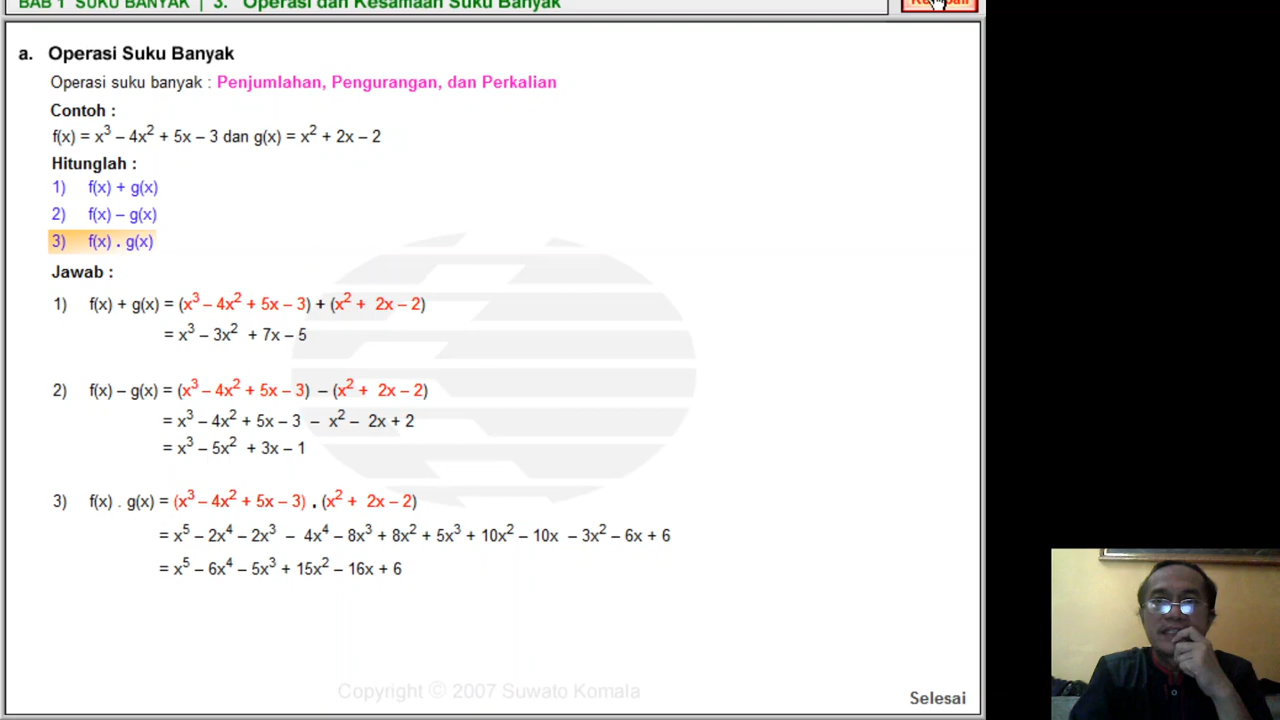 BAB 1 SUKU BANYAK | 3. Operasi dan Kesamaan Suku Banyak
a. Operasi Suku Banyak
Operasi suku banyak : Penjumlahan, Pengurangan, dan Perkalian
Contoh :
f(x) = x³ – 4x² + 5x – 3 dan g(x) = x² + 2x – 2
Hitunglah :
1) f(x) + g(x)
2) f(x) – g(x)
3) f(x) . g(x)
Jawab :
1) f(x) + g(x) = (x³ – 4x² + 5x – 3) + (x² + 2x – 2)
= x³ – 3x² + 7x – 5
2) f(x) – g(x) = (x³ – 4x² + 5x – 3) – (x² + 2x – 2)
= x³ – 4x² + 5x – 3 – x² – 2x + 2
= x³ – 5x² + 3x – 1
3) f(x) . g(x) = (x³ – 4x² + 5x – 3) . (x² + 2x – 2)
= x⁵ – 2x⁴ – 2x³ – 4x⁴ – 8x³ + 8x² + 5x³ + 10x² – 10x – 3x² – 6x + 6
= x⁵ – 6x⁴ – 5x³ + 15x² – 16x + 6
Copyright © 2007 Suwato Komala
Selesai